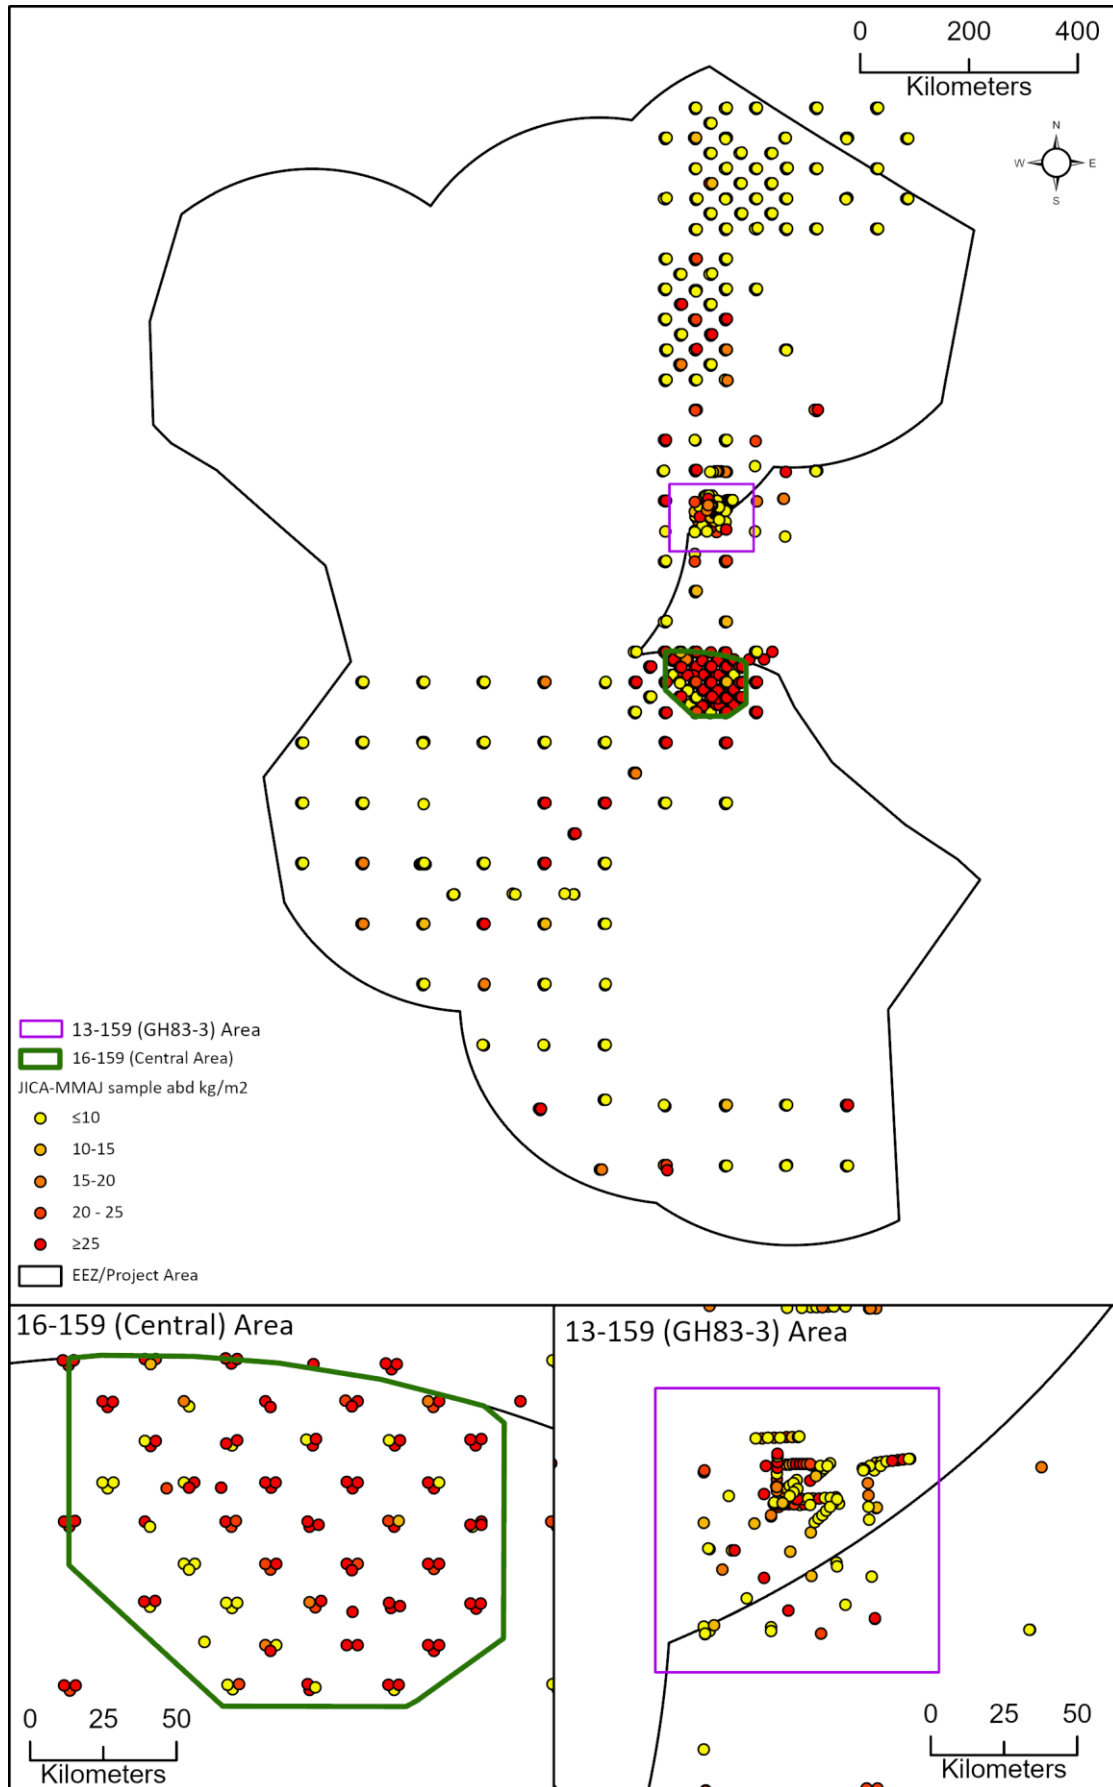 0 200 400
Kilometers
N
W E
S
13-159 (GH83-3) Area
16-159 (Central Area)
JICA-MMAJ sample abd kg/m2
≤10
10-15
15-20
20 - 25
≥25
EEZ/Project Area
16-159 (Central) Area
0 25 50
Kilometers
13-159 (GH83-3) Area
0 25 50
Kilometers